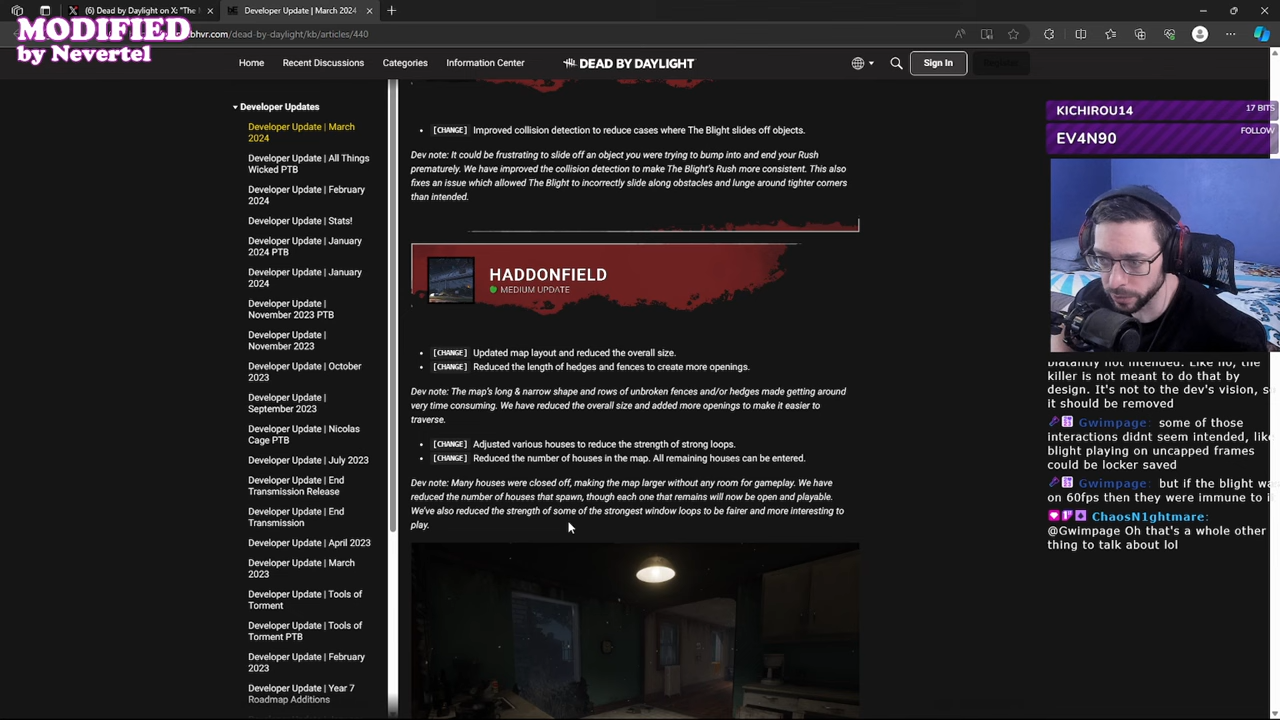 MODIFIED
by Nevertel
(6) Dead by Daylight on X: "The
Developer Update | March 2024
bhvr.com/dead-by-daylight/kb/articles/440
Home
Recent Discussions
Categories
Information Center
DEAD BY DAYLIGHT
Sign In
Register
Developer Updates
Developer Update | March
2024
Developer Update | All Things
Wicked PTB
Developer Update | February
2024
Developer Update | Stats!
Developer Update | January
2024 PTB
Developer Update | January
2024
Developer Update |
November 2023 PTB
Developer Update |
November 2023
Developer Update | October
2023
Developer Update |
September 2023
Developer Update | Nicolas
Cage PTB
Developer Update | July 2023
Developer Update | End
Transmission Release
Developer Update | End
Transmission
Developer Update | April 2023
Developer Update | March
2023
Developer Update | Tools of
Torment
Developer Update | Tools of
Torment PTB
Developer Update | February
2023
Developer Update | Year 7
Roadmap Additions
[CHANGE] Improved collision detection to reduce cases where The Blight slides off objects.
Dev note: It could be frustrating to slide off an object you were trying to bump into and end your Rush
prematurely. We have improved the collision detection to make The Blight's Rush more consistent. This also
fixes an issue which allowed The Blight to incorrectly slide along obstacles and lunge around tighter corners
than intended.
HADDONFIELD
MEDIUM UPDATE
[CHANGE] Updated map layout and reduced the overall size.
[CHANGE] Reduced the length of hedges and fences to create more openings.
Dev note: The map's long & narrow shape and rows of unbroken fences and/or hedges made getting around
very time consuming. We have reduced the overall size and added more openings to make it easier to
traverse.
[CHANGE] Adjusted various houses to reduce the strength of strong loops.
[CHANGE] Reduced the number of houses in the map. All remaining houses can be entered.
Dev note: Many houses were closed off, making the map larger without any room for gameplay. We have
reduced the number of houses that spawn, though each one that remains will now be open and playable.
We've also reduced the strength of some of the strongest window loops to be fairer and more interesting to
play.
KICHIROU14
17 BITS
EV4N90
FOLLOW
blatantly not intended. Like no, the
killer is not meant to do that by
design. It's not to the dev's vision, so
it should be removed
Gwimpage: some of those
interactions didnt seem intended, like
blight playing on uncapped frames
could be locker saved
Gwimpage: but if the blight wa
on 60fps then they were immune to i
ChaosN1ghtmare:
@Gwimpage Oh that's a whole other
thing to talk about lol